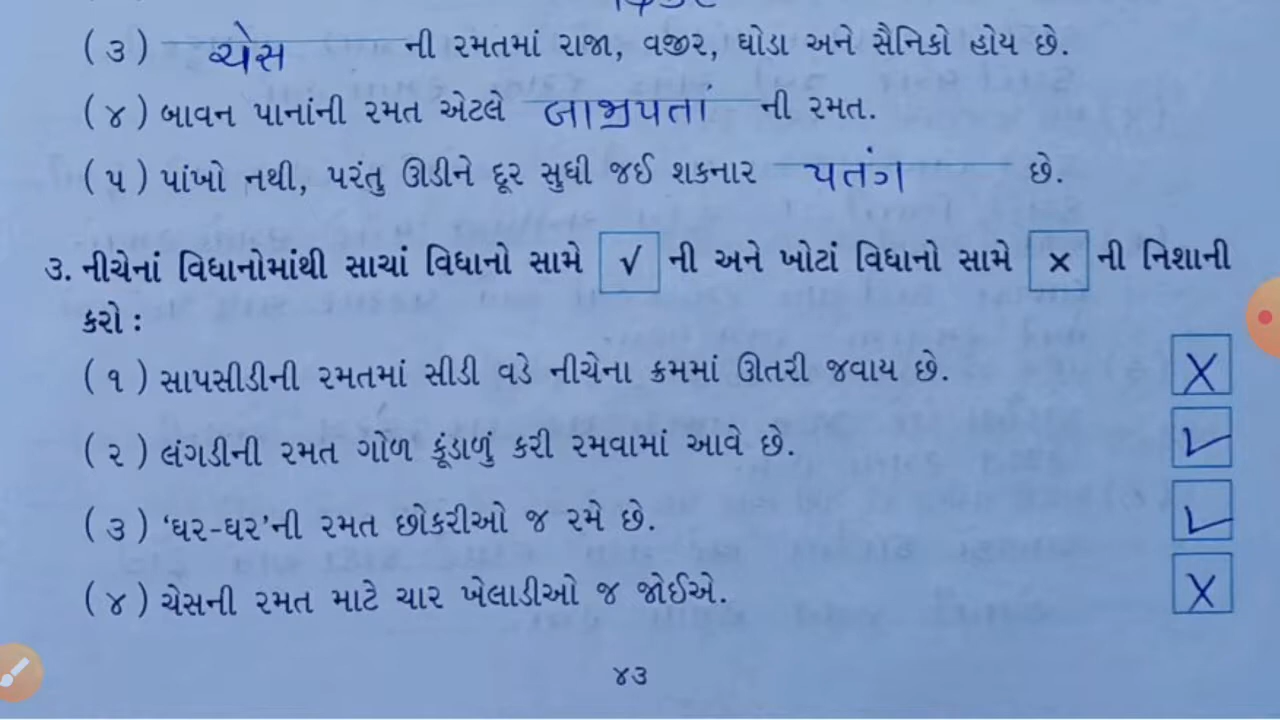 (૩) ચેસ ની રમતમાં રાજા, વજીર, ઘોડા અને સૈનિકો હોય છે.
(૪) બાવન પાનાંની રમત એટલે ગંજીપત્તાં ની રમત.
(૫) પાંખો નથી, પરંતુ ઊડીને દૂર સુધી જઈ શકનાર પતંગ છે.
૩. નીચેનાં વિધાનોમાંથી સાચાં વિધાનો સામે √ ની અને ખોટાં વિધાનો સામે × ની નિશાની
કરો :
(૧) સાપસીડીની રમતમાં સીડી વડે નીચેના ક્રમમાં ઊતરી જવાય છે. X
(૨) લંગડીની રમત ગોળ કૂંડાળું કરી રમવામાં આવે છે. ✓
(૩) ‘ઘર-ઘર’ની રમત છોકરીઓ જ રમે છે. ✓
(૪) ચેસની રમત માટે ચાર ખેલાડીઓ જ જોઈએ. X
૪૩